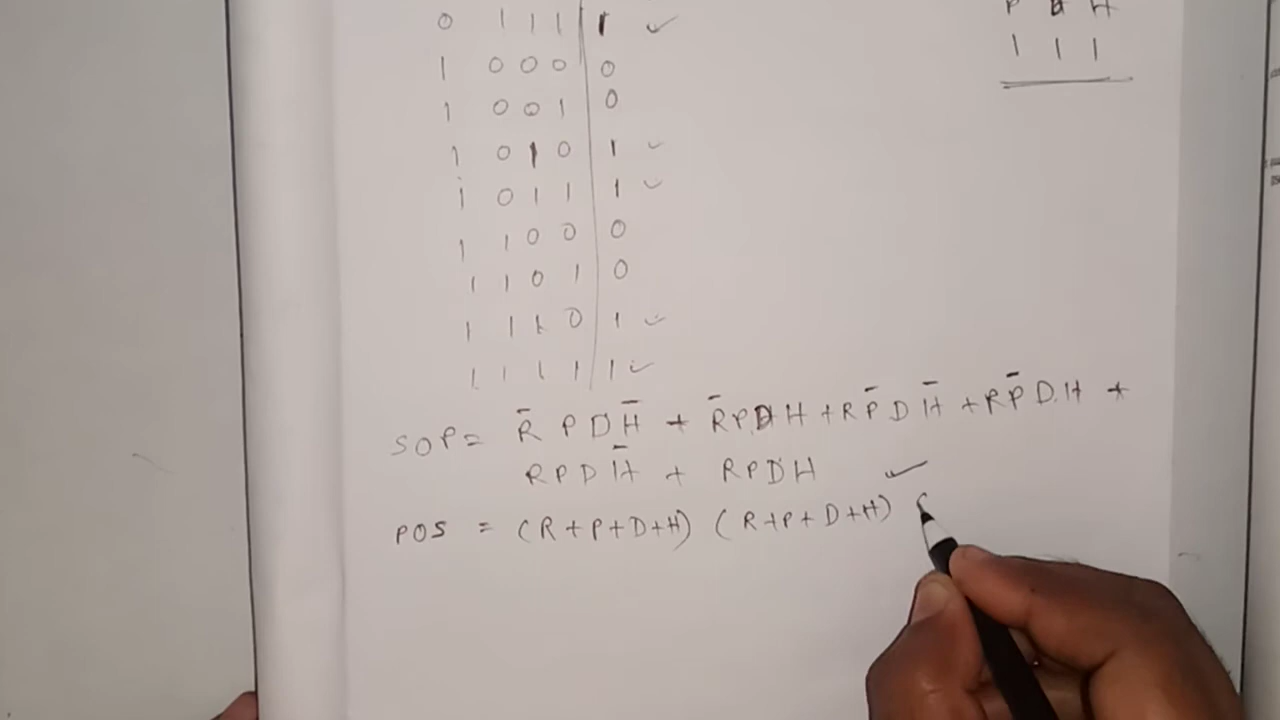 P D H
0 1 1 1 1 ✓
1 0 0 0 0
1 1 1
1 0 0 1 0
1 0 1 0 1 ✓
1 0 1 1 1 ✓
1 1 0 0 0
1 1 0 1 0
1 1 1 0 1 ✓
1 1 1 1 1 ✓
SOP = R̄ P D H̄ + R̄ P D H + R P̄ D H̄ + R P̄ D.H +
R P D H̄ + R P D H ✓
POS = (R+P+D+H) (R+P+D+H) (